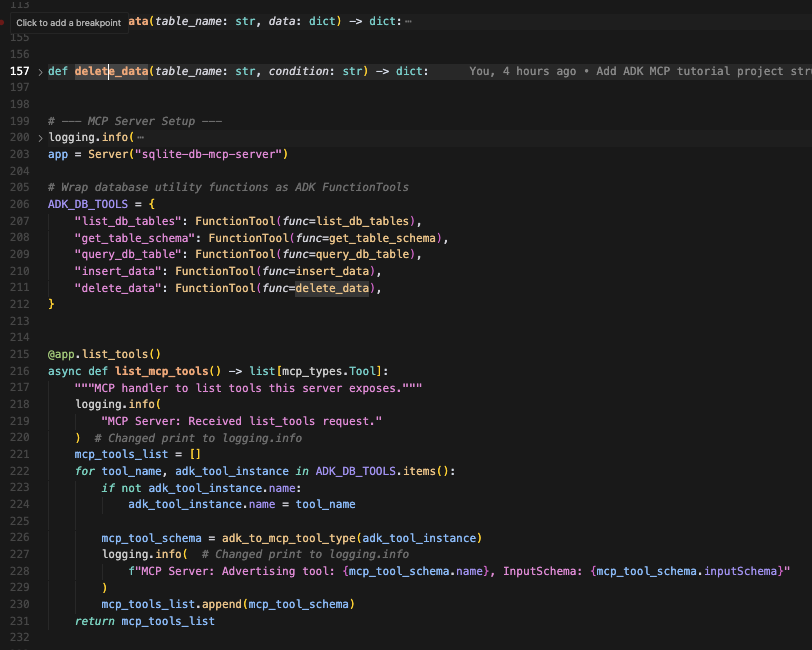 113
Click to add a breakpoint ata(table_name: str, data: dict) -> dict:⋯
155
156
157 > def delete_data(table_name: str, condition: str) -> dict: You, 4 hours ago • Add ADK MCP tutorial project stru
197
198
199 # --- MCP Server Setup ---
200 > logging.info(⋯
203 app = Server("sqlite-db-mcp-server")
204
205 # Wrap database utility functions as ADK FunctionTools
206 ADK_DB_TOOLS = {
207 "list_db_tables": FunctionTool(func=list_db_tables),
208 "get_table_schema": FunctionTool(func=get_table_schema),
209 "query_db_table": FunctionTool(func=query_db_table),
210 "insert_data": FunctionTool(func=insert_data),
211 "delete_data": FunctionTool(func=delete_data),
212 }
213
214
215 @app.list_tools()
216 async def list_mcp_tools() -> list[mcp_types.Tool]:
217 """MCP handler to list tools this server exposes."""
218 logging.info(
219 "MCP Server: Received list_tools request."
220 ) # Changed print to logging.info
221 mcp_tools_list = []
222 for tool_name, adk_tool_instance in ADK_DB_TOOLS.items():
223 if not adk_tool_instance.name:
224 adk_tool_instance.name = tool_name
225
226 mcp_tool_schema = adk_to_mcp_tool_type(adk_tool_instance)
227 logging.info( # Changed print to logging.info
228 f"MCP Server: Advertising tool: {mcp_tool_schema.name}, InputSchema: {mcp_tool_schema.inputSchema}"
229 )
230 mcp_tools_list.append(mcp_tool_schema)
231 return mcp_tools_list
232